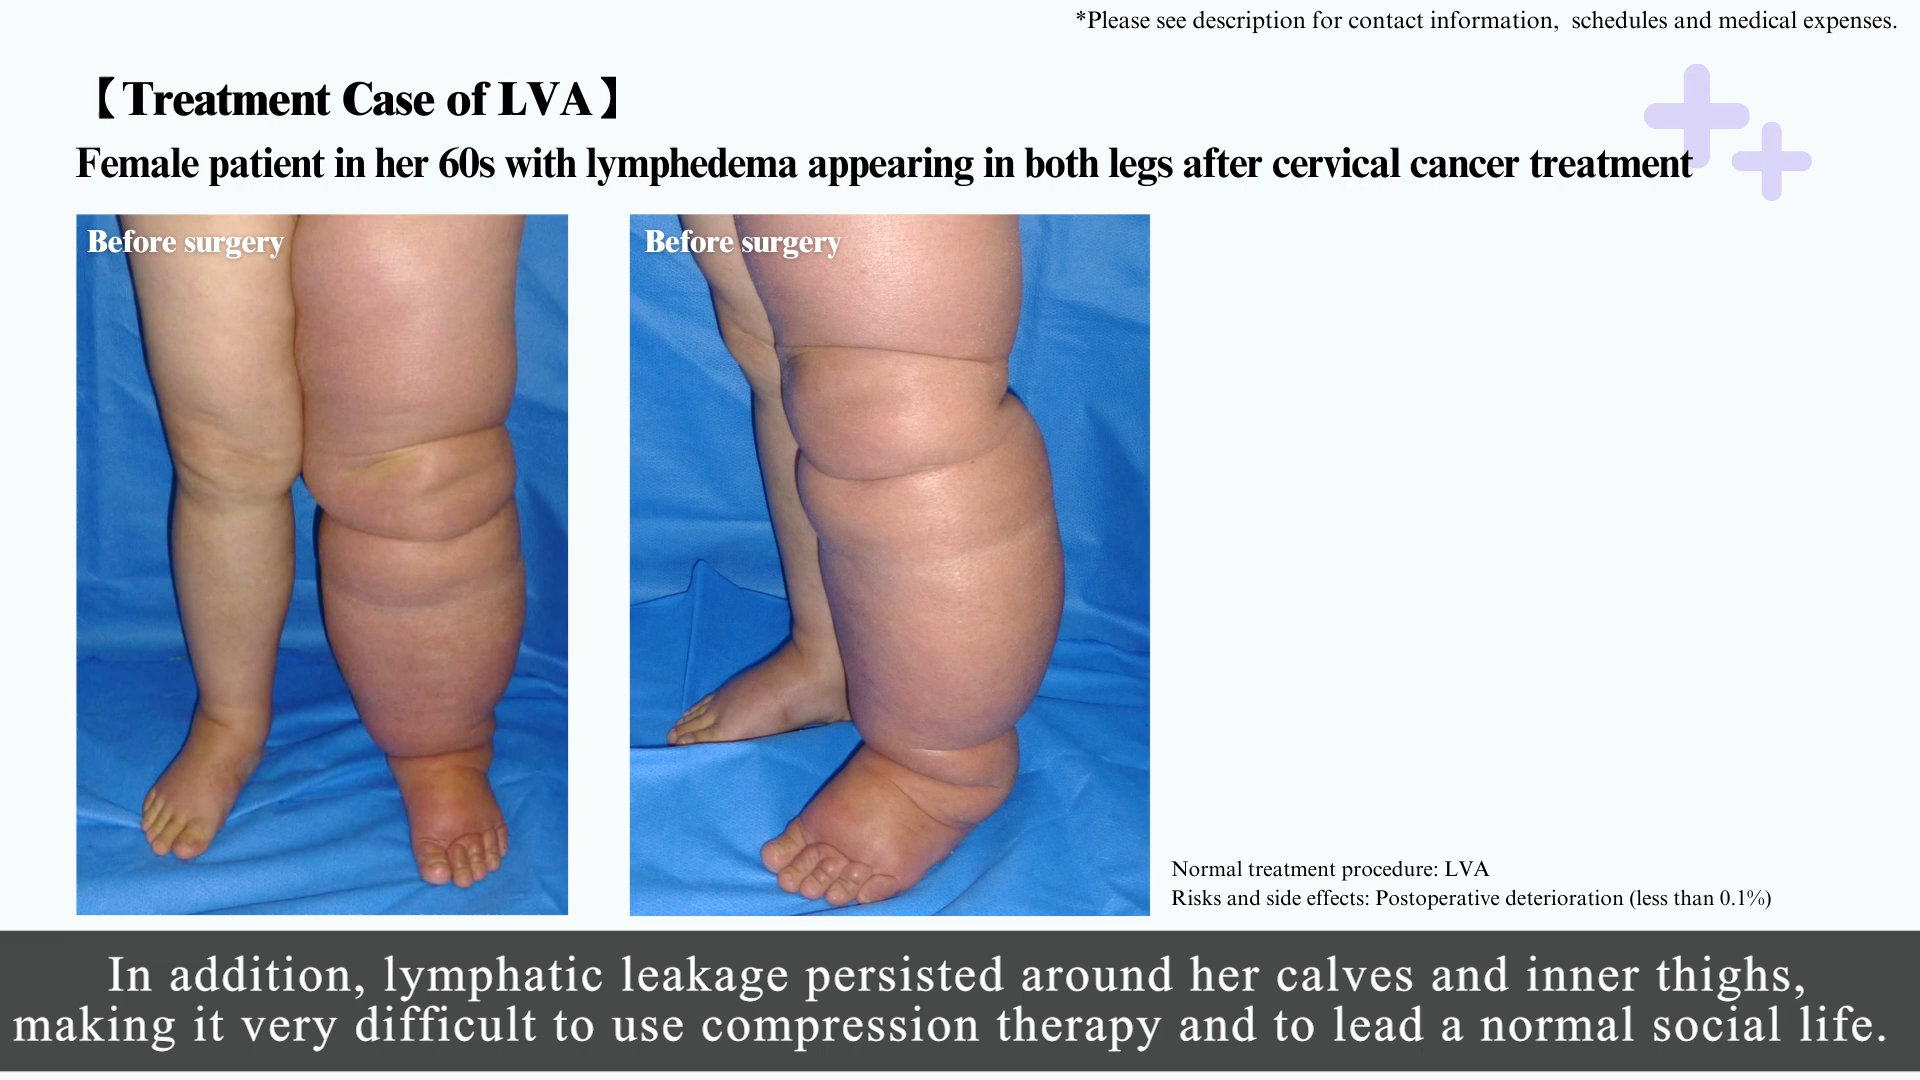 *Please see description for contact information, schedules and medical expenses.
【Treatment Case of LVA】
Female patient in her 60s with lymphedema appearing in both legs after cervical cancer treatment
Before surgery
Before surgery
Normal treatment procedure: LVA
Risks and side effects: Postoperative deterioration (less than 0.1%)
In addition, lymphatic leakage persisted around her calves and inner thighs,
making it very difficult to use compression therapy and to lead a normal social life.